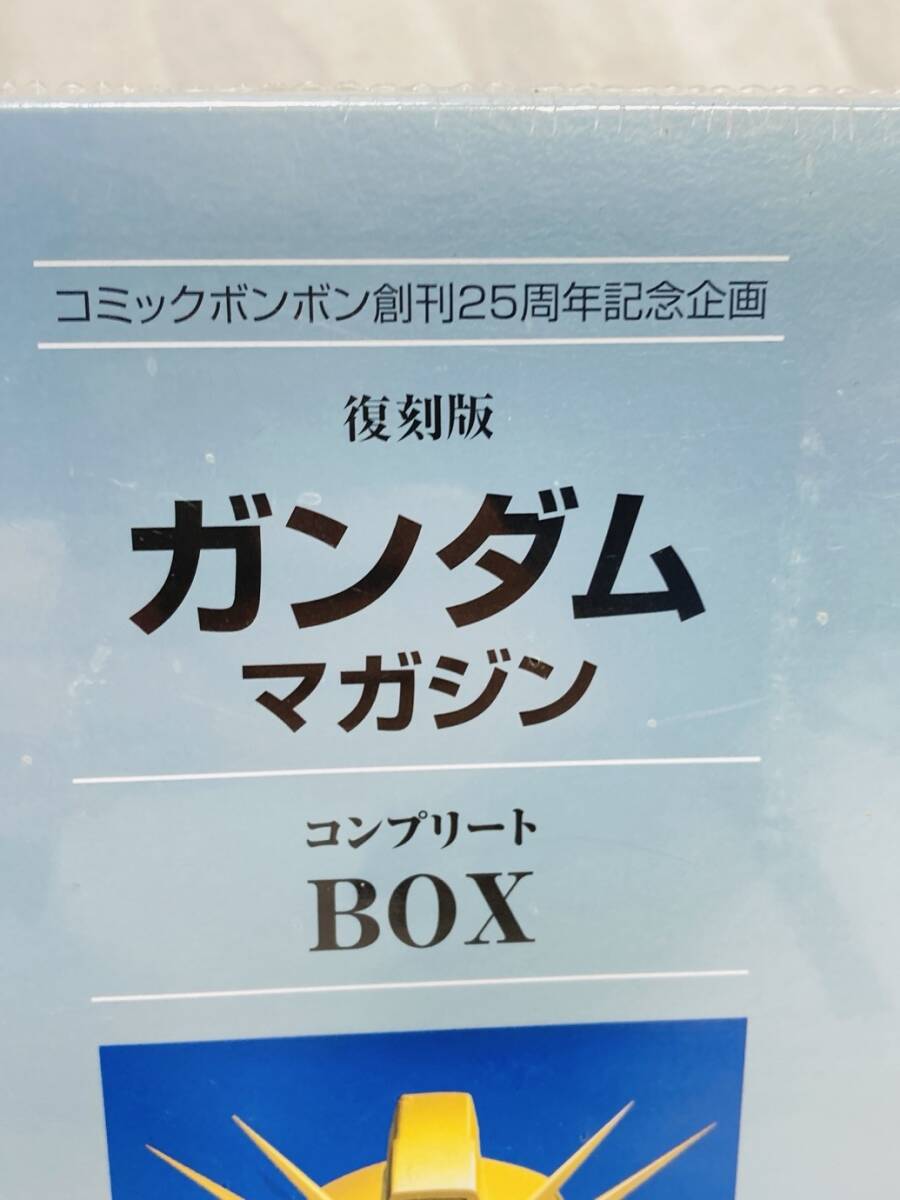 コミックボンボン創刊25周年記念企画
復刻版
ガンダム
マガジン
コンプリート
BOX